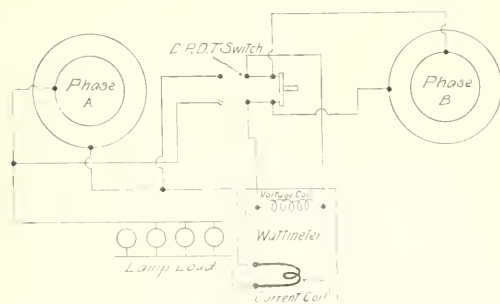 D.P.D.T. Switch
Phase
A
Phase
B
Voltage Coil
Wattmeter
Lamp Load
Current Coil